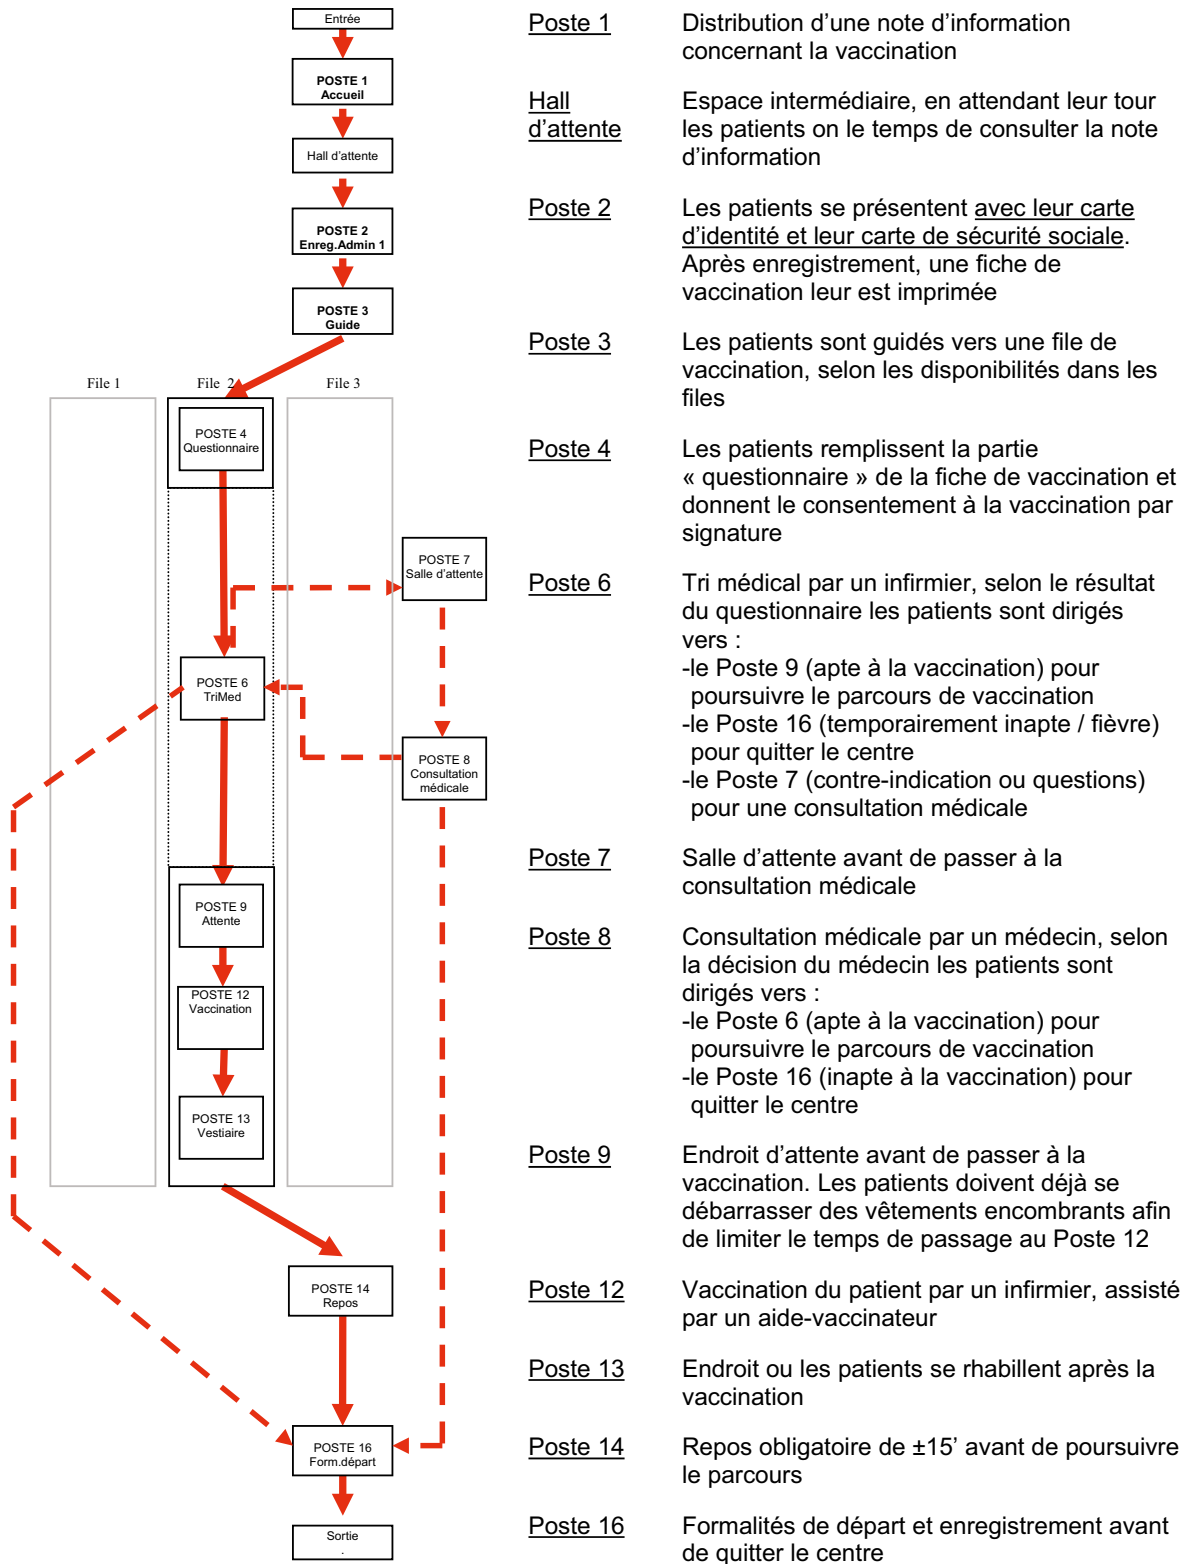 Entrée
POSTE 1
Accueil
Hall d'attente
POSTE 2
Enreg.Admin 1
POSTE 3
Guide
File 1
File 2
File 3
POSTE 4
Questionnaire
POSTE 7
Salle d'attente
POSTE 6
TriMed
POSTE 8
Consultation
médicale
POSTE 9
Attente
POSTE 12
Vaccination
POSTE 13
Vestiaire
POSTE 14
Repos
POSTE 16
Form.départ
Sortie
.
Poste 1 Distribution d'une note d'information
concernant la vaccination
Hall Espace intermédiaire, en attendant leur tour
d'attente les patients on le temps de consulter la note
d'information
Poste 2 Les patients se présentent avec leur carte
d'identité et leur carte de sécurité sociale.
Après enregistrement, une fiche de
vaccination leur est imprimée
Poste 3 Les patients sont guidés vers une file de
vaccination, selon les disponibilités dans les
files
Poste 4 Les patients remplissent la partie
« questionnaire » de la fiche de vaccination et
donnent le consentement à la vaccination par
signature
Poste 6 Tri médical par un infirmier, selon le résultat
du questionnaire les patients sont dirigés
vers :
-le Poste 9 (apte à la vaccination) pour
poursuivre le parcours de vaccination
-le Poste 16 (temporairement inapte / fièvre)
pour quitter le centre
-le Poste 7 (contre-indication ou questions)
pour une consultation médicale
Poste 7 Salle d'attente avant de passer à la
consultation médicale
Poste 8 Consultation médicale par un médecin, selon
la décision du médecin les patients sont
dirigés vers :
-le Poste 6 (apte à la vaccination) pour
poursuivre le parcours de vaccination
-le Poste 16 (inapte à la vaccination) pour
quitter le centre
Poste 9 Endroit d'attente avant de passer à la
vaccination. Les patients doivent déjà se
débarrasser des vêtements encombrants afin
de limiter le temps de passage au Poste 12
Poste 12 Vaccination du patient par un infirmier, assisté
par un aide-vaccinateur
Poste 13 Endroit ou les patients se rhabillent après la
vaccination
Poste 14 Repos obligatoire de ±15' avant de poursuivre
le parcours
Poste 16 Formalités de départ et enregistrement avant
de quitter le centre